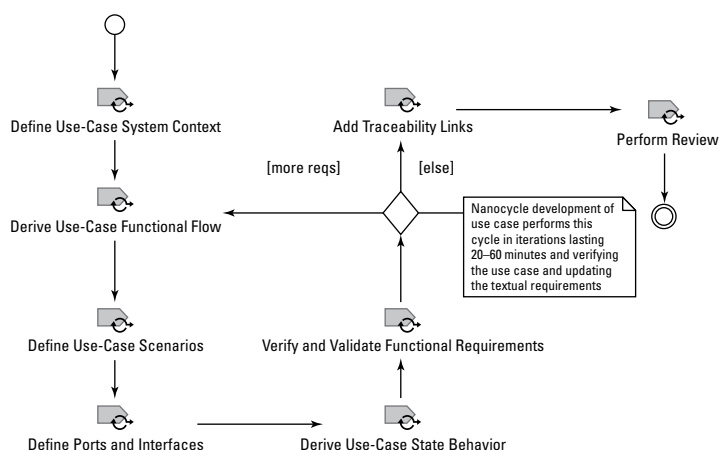 Define Use-Case System Context
Add Traceability Links
Perform Review
[more reqs]
[else]
Derive Use-Case Functional Flow
Nanocycle development of
use case performs this
cycle in iterations lasting
20–60 minutes and verifying
the use case and updating
the textual requirements
Define Use-Case Scenarios
Verify and Validate Functional Requirements
Define Ports and Interfaces
Derive Use-Case State Behavior